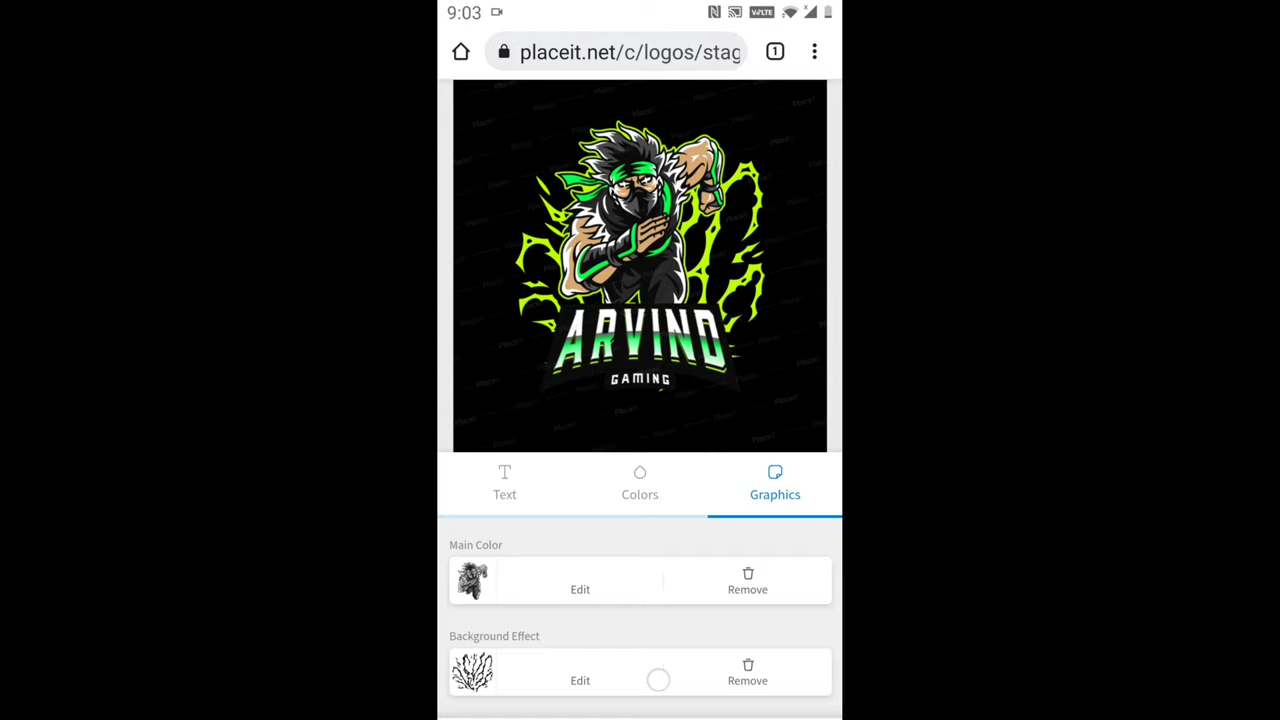 9:03
VoLTE
placeit.net/c/logos/stag
1
ARVIND
GAMING
Text
Colors
Graphics
Main Color
Edit
Remove
Background Effect
Edit
Remove